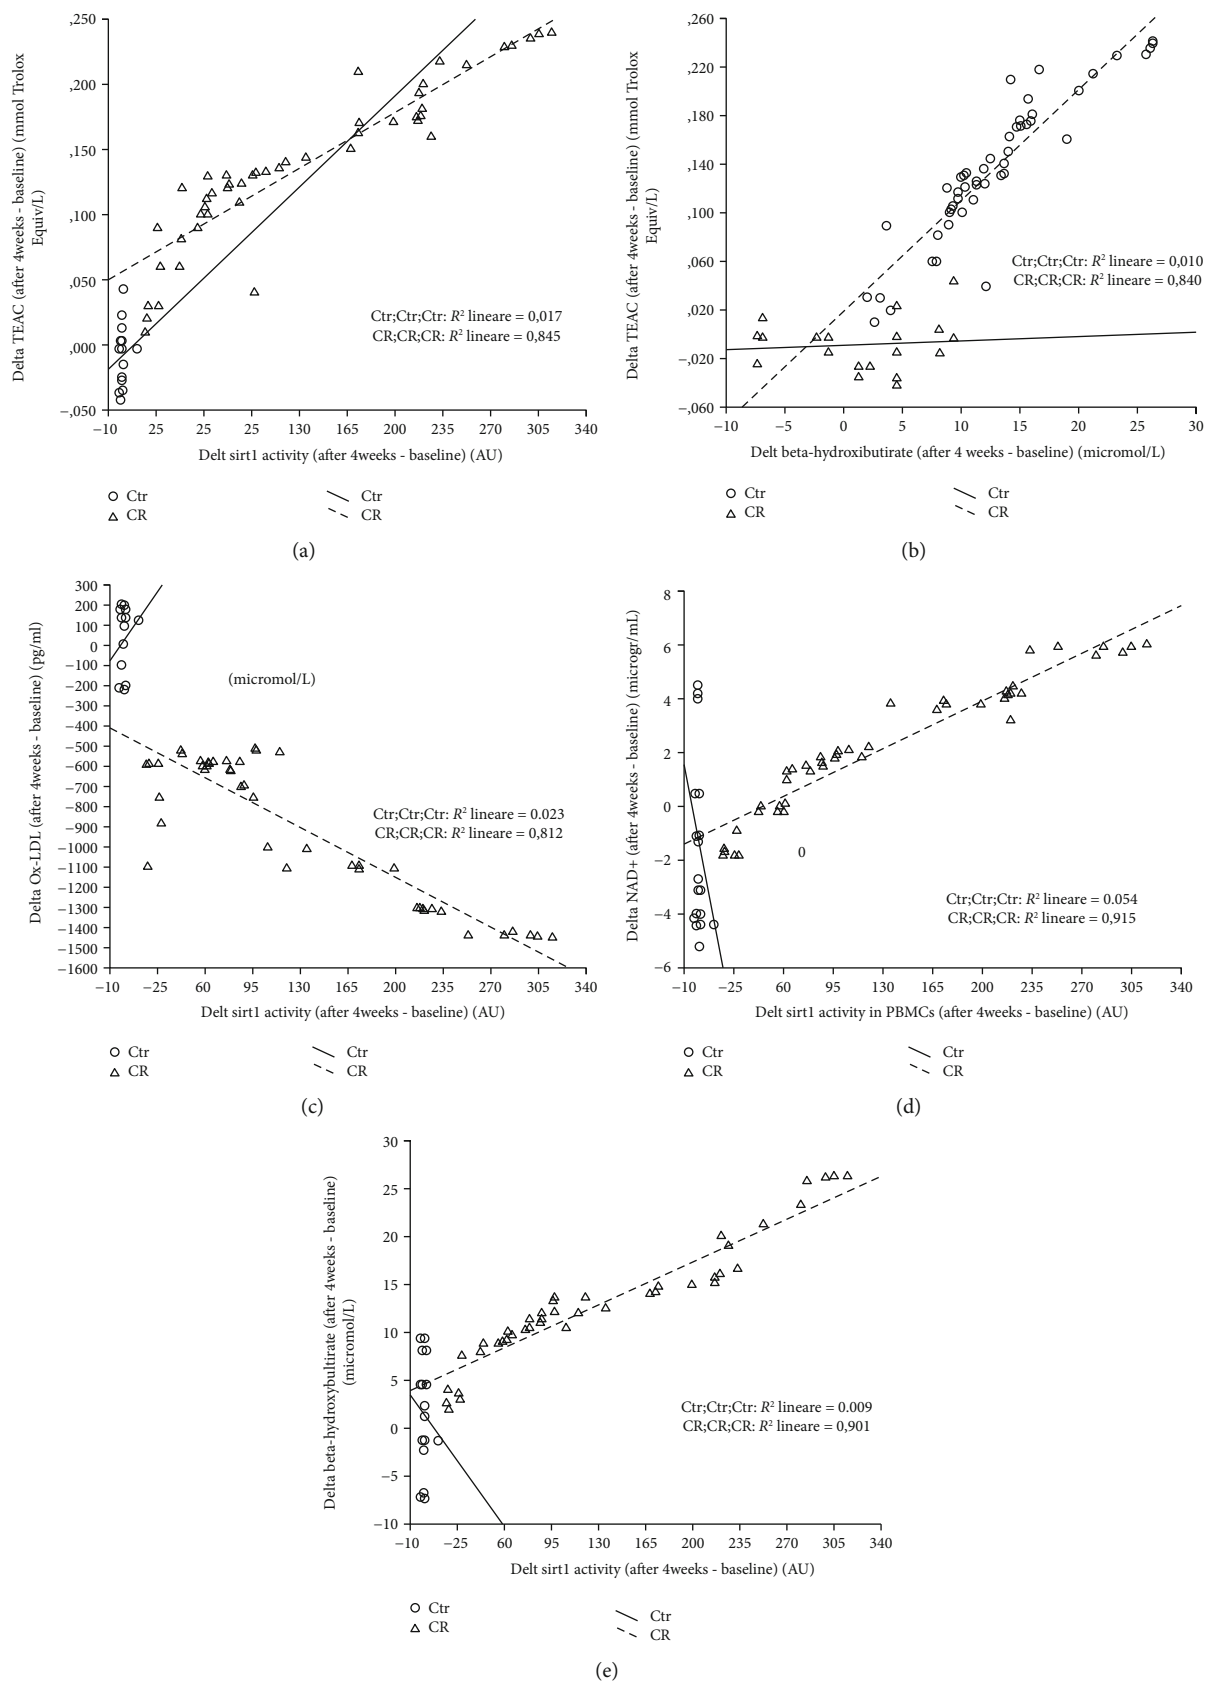 ,250
,200
,150
,100
,050
,000
−,050
Delta TEAC (after 4weeks - baseline) (mmol Trolox
Equiv/L)
Ctr;Ctr;Ctr: R² lineare = 0,017
CR;CR;CR: R² lineare = 0,845
−10 25 25 25 130 165 200 235 270 305 340
Delt sirt1 activity (after 4weeks - baseline) (AU)
Ctr
CR
Ctr
CR
(a)
,260
,220
,180
,140
,100
,060
,020
−,020
−,060
Delta TEAC (after 4weeks - baseline) (mmol Trolox
Equiv/L)
Ctr;Ctr;Ctr: R² lineare = 0,010
CR;CR;CR: R² lineare = 0,840
−10 −5 0 5 10 15 20 25 30
Delt beta-hydroxibutirate (after 4 weeks - baseline) (micromol/L)
Ctr
CR
Ctr
CR
(b)
300
200
100
0
−100
−200
−300
−400
−500
−600
−700
−800
−900
−1000
−1100
−1200
−1300
−1400
−1500
−1600
Delta Ox-LDL (after 4weeks - baseline) (pg/ml)
(micromol/L)
Ctr;Ctr;Ctr: R² lineare = 0.023
CR;CR;CR: R² lineare = 0,812
−10 −25 60 95 130 165 200 235 270 305 340
Delt sirt1 activity (after 4weeks - baseline) (AU)
Ctr
CR
Ctr
CR
(c)
8
6
4
2
0
−2
−4
−6
Delta NAD+ (after 4weeks - baseline) (microgr/mL)
0
Ctr;Ctr;Ctr: R² lineare = 0.054
CR;CR;CR: R² lineare = 0,915
−10 −25 60 95 130 165 200 235 270 305 340
Delt sirt1 activity in PBMCs (after 4weeks - baseline) (AU)
Ctr
CR
Ctr
CR
(d)
30
25
20
15
10
5
0
−5
−10
Delta beta-hydroxybultirate (after 4weeks - baseline)
(micromol/L)
Ctr;Ctr;Ctr: R² lineare = 0.009
CR;CR;CR: R² lineare = 0,901
−10 −25 60 95 130 165 200 235 270 305 340
Delt sirt1 activity (after 4weeks - baseline) (AU)
Ctr
CR
Ctr
CR
(e)